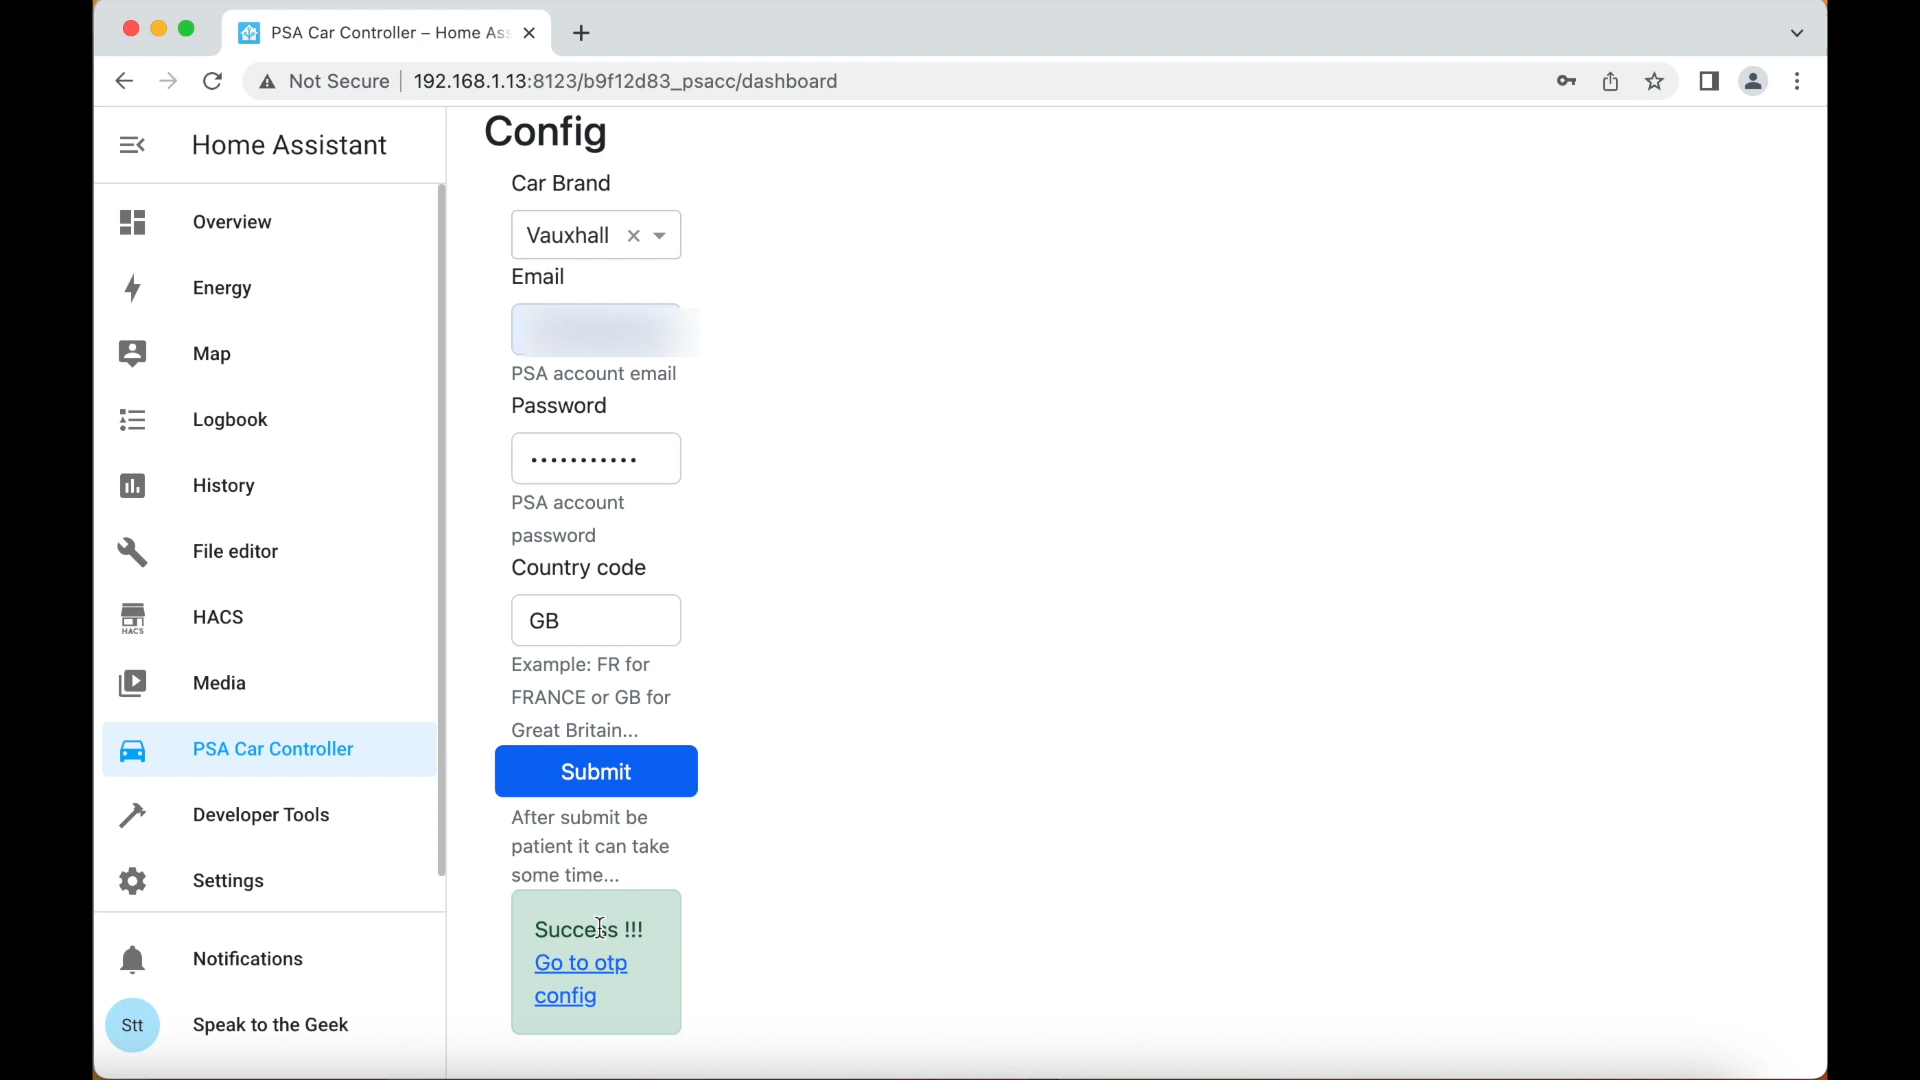 PSA Car Controller – Home Ass
Not Secure
192.168.1.13:8123/b9f12d83_psacc/dashboard
Home Assistant
Overview
Energy
Map
Logbook
History
File editor
HACS
HACS
Media
PSA Car Controller
Developer Tools
Settings
Notifications
Stt
Speak to the Geek
Config
Car Brand
Vauxhall
Email
PSA account email
Password
PSA account
password
Country code
GB
Example: FR for
FRANCE or GB for
Great Britain...
Submit
After submit be
patient it can take
some time...
Success !!!
Go to otp
config